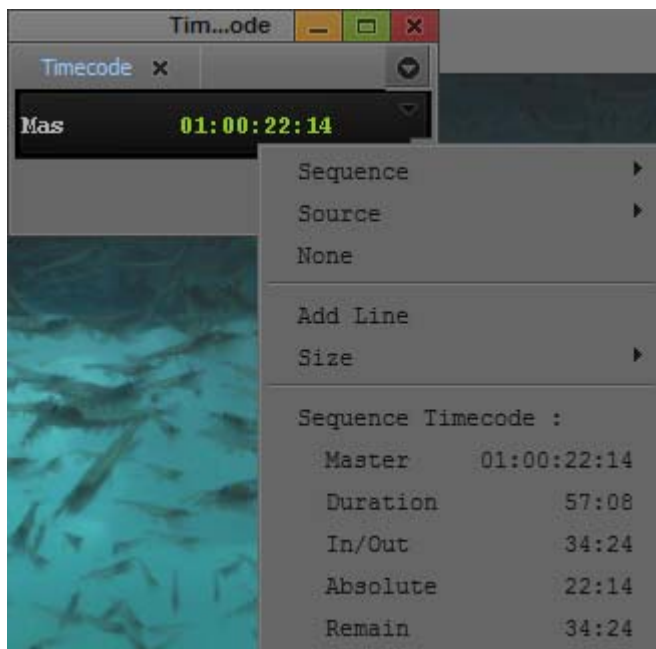 Tim...ode
Timecode
Mas 01:00:22:14
Sequence
Source
None
Add Line
Size
Sequence Timecode :
Master 01:00:22:14
Duration 57:08
In/Out 34:24
Absolute 22:14
Remain 34:24